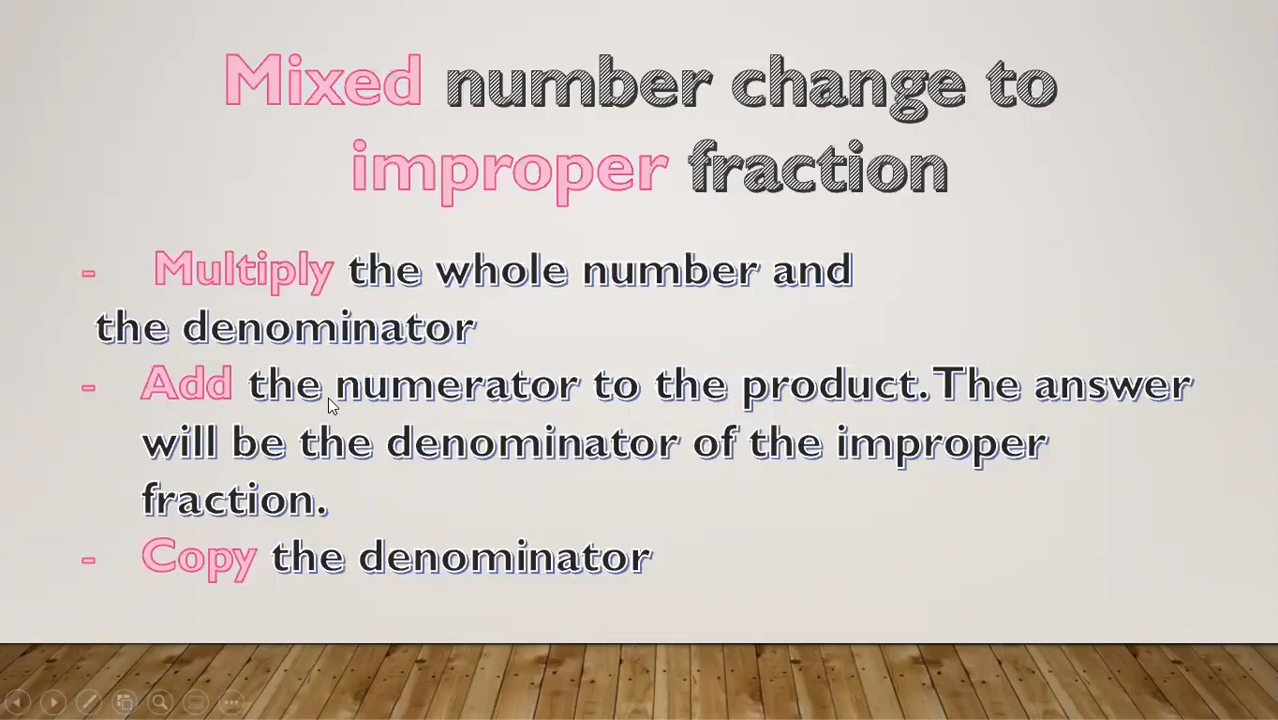 Mixed number change to
improper fraction
- Multiply the whole number and
the denominator
- Add the numerator to the product. The answer
will be the denominator of the improper
fraction.
- Copy the denominator